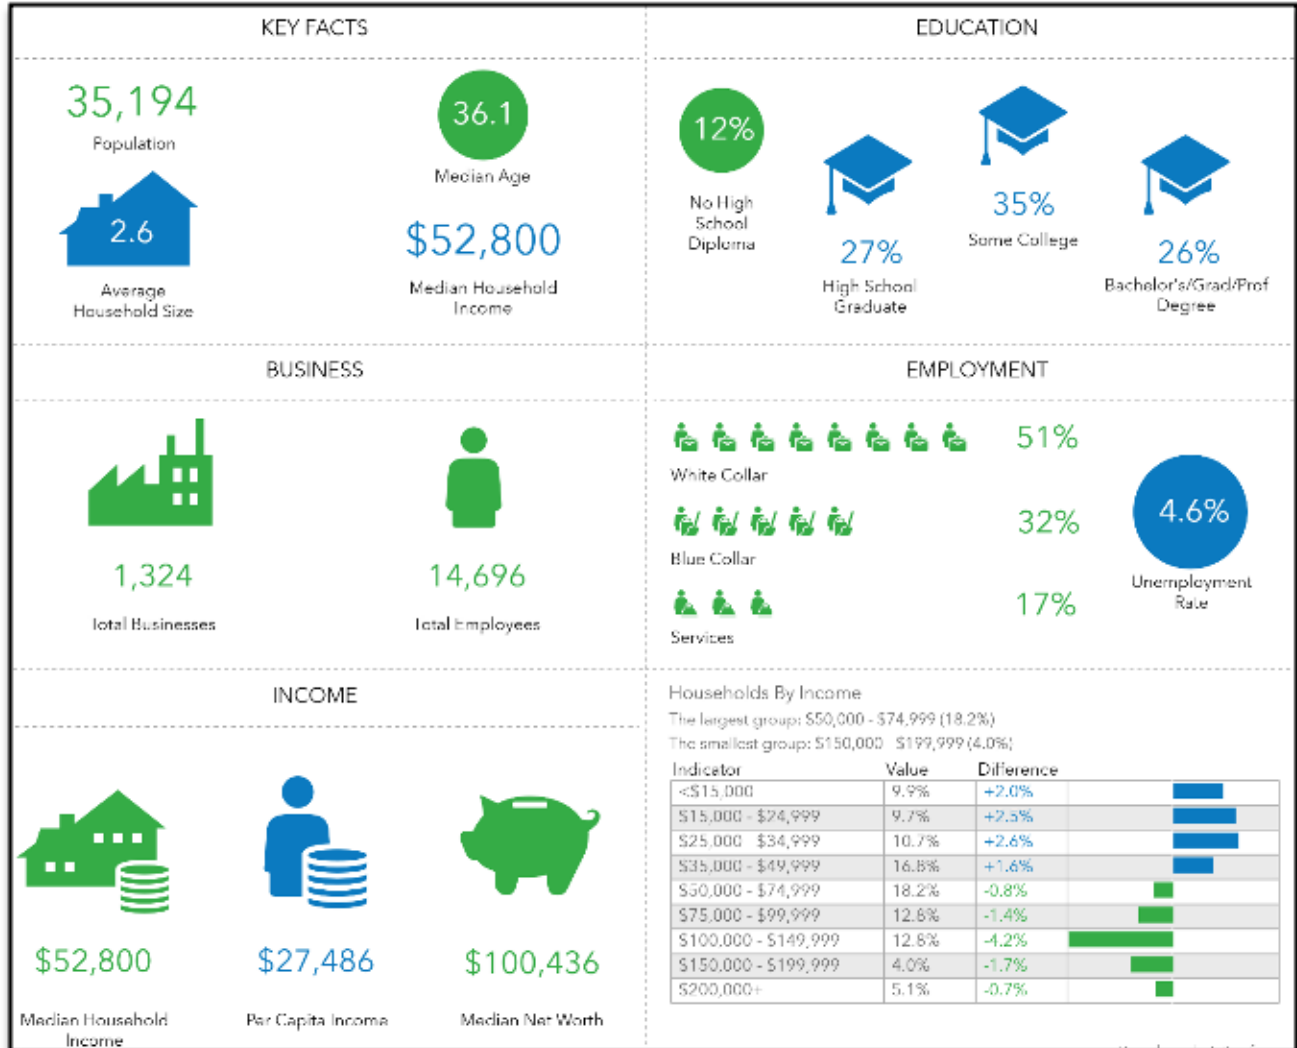 KEY FACTS
35,194
Population
36.1
Median Age
2.6
Average
Household Size
$52,800
Median Household
Income
EDUCATION
12%
No High
School
Diploma
27%
High School
Graduate
35%
Some College
26%
Bachelor's/Grad/Prof
Degree
BUSINESS
1,324
Total Businesses
14,696
Total Employees
EMPLOYMENT
51%
White Collar
32%
Blue Collar
17%
Services
4.6%
Unemployment
Rate
INCOME
$52,800
Median Household
Income
$27,486
Per Capita Income
$100,436
Median Net Worth
Households By Income
The largest group: $50,000 - $74,999 (18.2%)
The smallest group: $150,000 - $199,999 (4.0%)
Indicator Value Difference
<$15,000 9.9% +2.0%
$15,000 - $24,999 9.7% +2.5%
$25,000 - $34,999 10.7% +2.6%
$35,000 - $49,999 16.8% +1.6%
$50,000 - $74,999 18.2% -0.8%
$75,000 - $99,999 12.8% -1.4%
$100,000 - $149,999 12.8% -4.2%
$150,000 - $199,999 4.0% -1.7%
$200,000+ 5.1% -0.7%